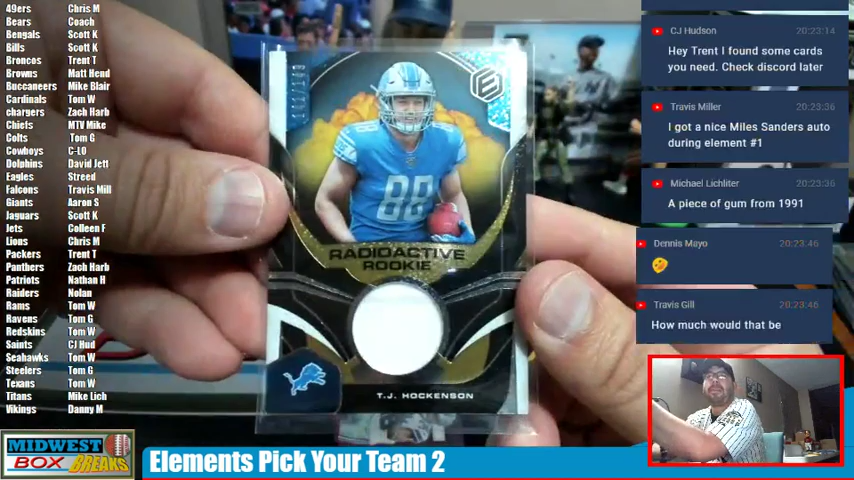 49ers Chris M
Bears Coach
Bengals Scott K
Bills Scott K
Broncos Trent T
Browns Matt Hend
Buccaneers Mike Blair
Cardinals Tom W
chargers Zach Harb
Chiefs MTV Mike
Colts Tom G
Cowboys C-LO
Dolphins David Jett
Eagles Streed
Falcons Travis Mill
Giants Aaron S
Jaguars Scott K
Jets Colleen F
Lions Chris M
Packers Trent T
Panthers Zach Harb
Patriots Nathan H
Raiders Nolan
Rams Tom W
Ravens Tom G
Redskins Tom W
Saints CJ Hud
Seahawks Tom W
Steelers Tom G
Texans Tom W
Titans Mike Lich
Vikings Danny M
E
88
RADIOACTIVE
ROOKIE
T.J. HOCKENSON
CJ Hudson 20:23:14
Hey Trent I found some cards
you need. Check discord later
Travis Miller 20:23:36
I got a nice Miles Sanders auto
during element #1
Michael Lichliter 20:23:36
A piece of gum from 1991
Dennis Mayo 20:23:46
Travis Gill 20:23:46
How much would that be
MIDWEST
BOX BREAKS
Elements Pick Your Team 2